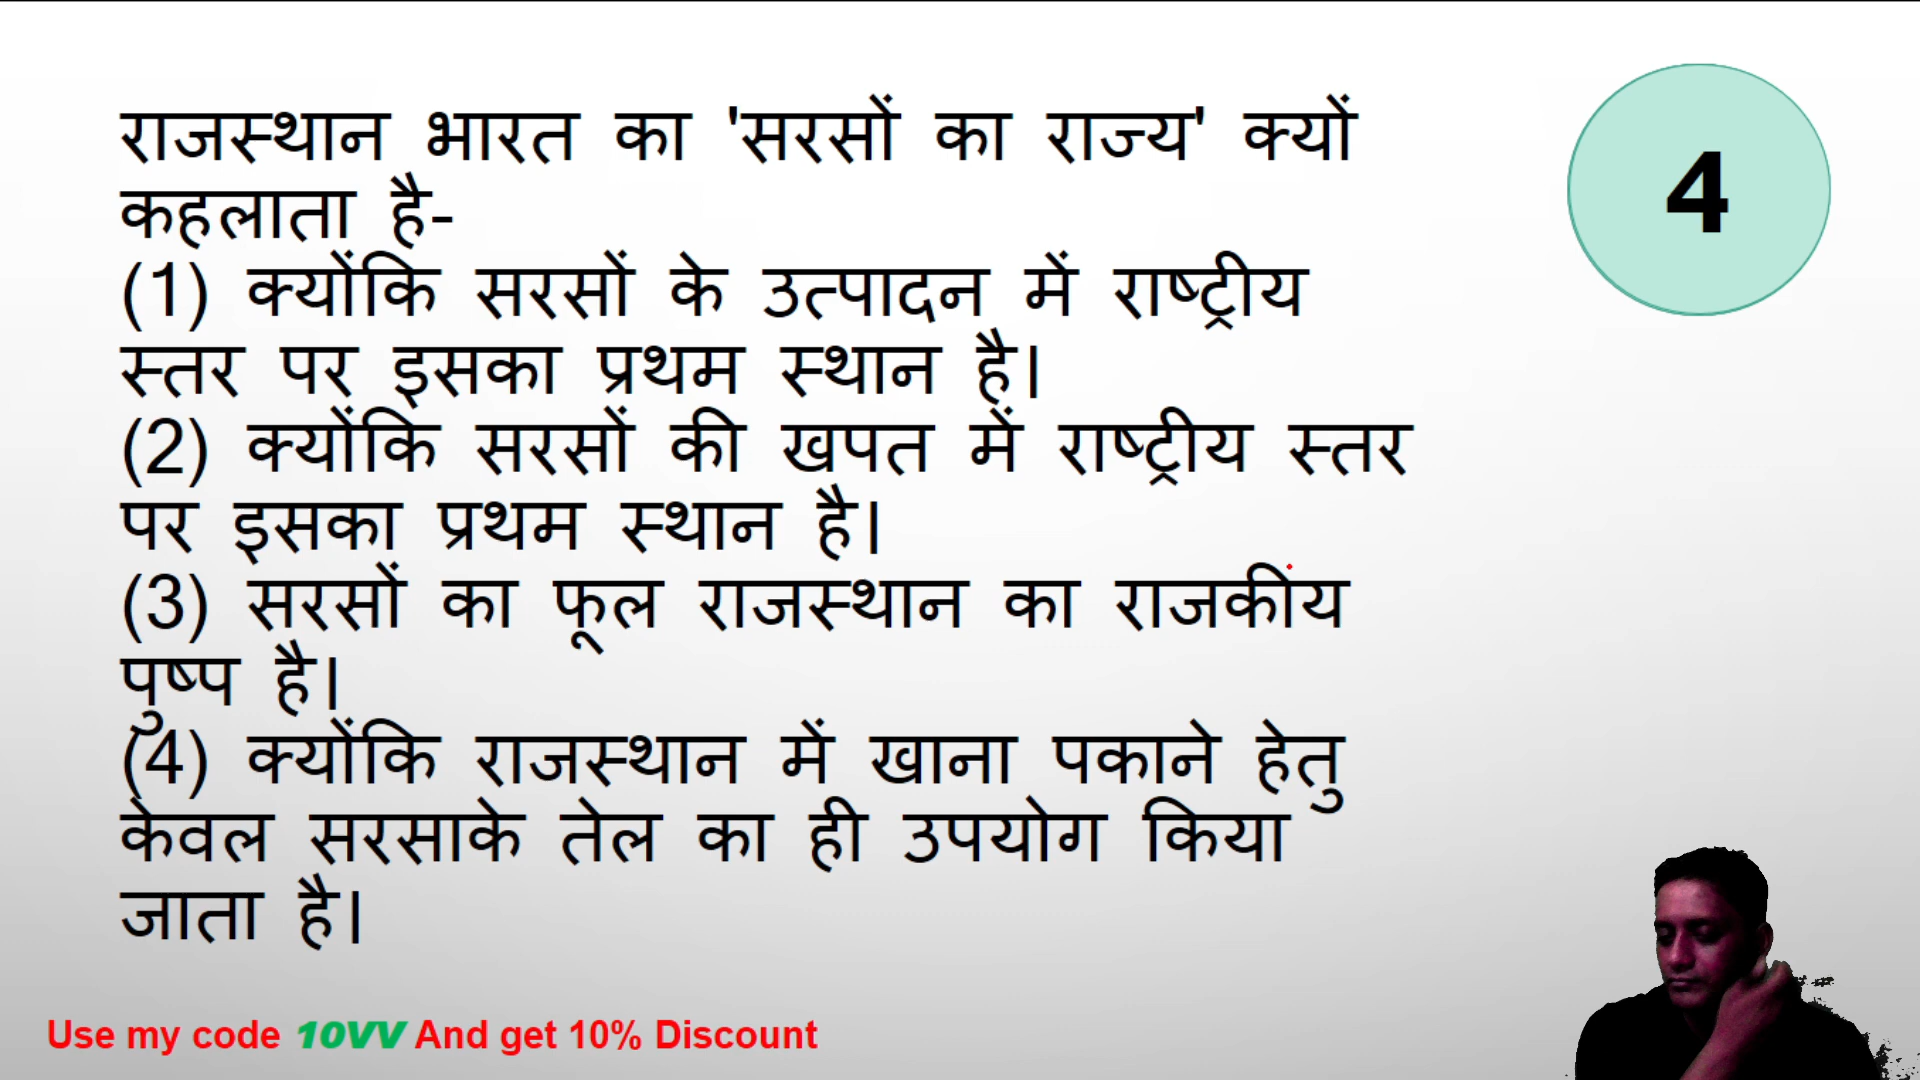 राजस्थान भारत का 'सरसों का राज्य' क्यों
कहलाता है-
(1) क्योंकि सरसों के उत्पादन में राष्ट्रीय
स्तर पर इसका प्रथम स्थान है।
(2) क्योंकि सरसों की खपत में राष्ट्रीय स्तर
पर इसका प्रथम स्थान है।
(3) सरसों का फूल राजस्थान का राजकीय
पुष्प है।
(4) क्योंकि राजस्थान में खाना पकाने हेतु
केवल सरसाके तेल का ही उपयोग किया
जाता है।
4
Use my code 10VV And get 10% Discount